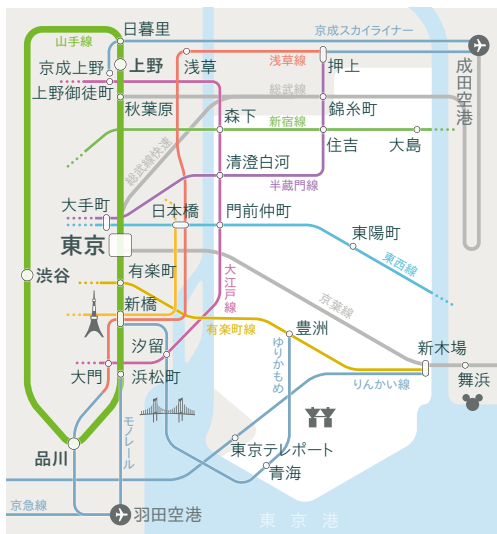 日暮里
京成スカイライナー
山手線
京成上野
上野
浅草
浅草線
押上
成田空港
上野御徒町
総武線
秋葉原
森下
錦糸町
新宿線
総武線快速
住吉
大島
清澄白河
半蔵門線
大手町
日本橋
門前仲町
東陽町
東京
東西線
渋谷
有楽町
大江戸線
京葉線
新橋
有楽町線
豊洲
汐留
ゆりかもめ
新木場
大門
浜松町
りんかい線
舞浜
モノレール
東京テレポート
品川
青海
京急線
羽田空港
東京港